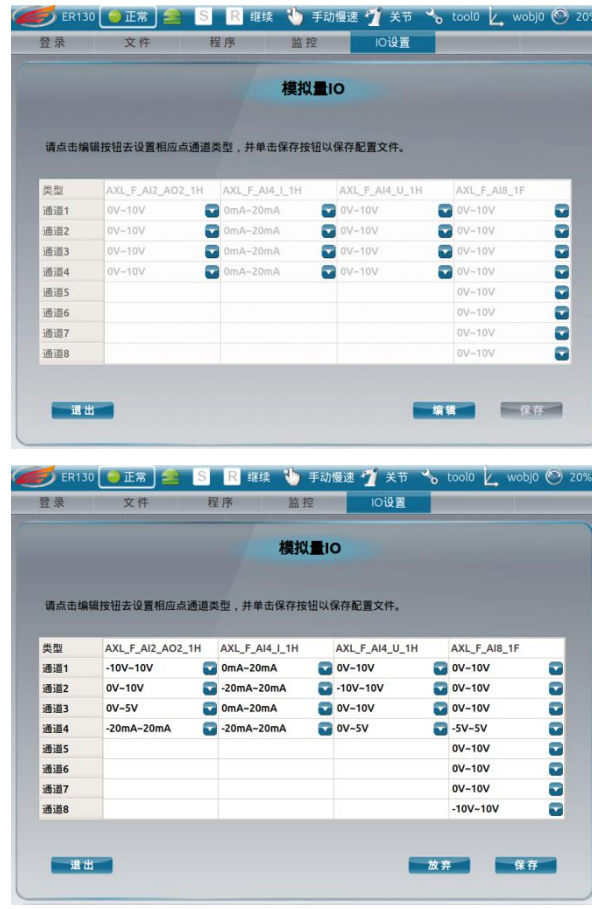 ER130 正常 S R 继续 手动慢速 关节 tool0 wobj0 20%
登录 文件 程序 监控 IO设置
模拟量IO
请点击编辑按钮去设置相应点通道类型，并单击保存按钮以保存配置文件。
类型 AXL_F_AI2_AO2_1H AXL_F_AI4_I_1H AXL_F_AI4_U_1H AXL_F_AI8_1F
通道1 0V~10V 0mA~20mA 0V~10V 0V~10V
通道2 0V~10V 0mA~20mA 0V~10V 0V~10V
通道3 0V~10V 0mA~20mA 0V~10V 0V~10V
通道4 0V~10V 0mA~20mA 0V~10V 0V~10V
通道5 0V~10V
通道6 0V~10V
通道7 0V~10V
通道8 0V~10V
退出 编辑 保存
ER130 正常 S R 继续 手动慢速 关节 tool0 wobj0 20%
登录 文件 程序 监控 IO设置
模拟量IO
请点击编辑按钮去设置相应点通道类型，并单击保存按钮以保存配置文件。
类型 AXL_F_AI2_AO2_1H AXL_F_AI4_I_1H AXL_F_AI4_U_1H AXL_F_AI8_1F
通道1 -10V~10V 0mA~20mA 0V~10V 0V~10V
通道2 0V~10V -20mA~20mA -10V~10V 0V~10V
通道3 0V~5V 0mA~20mA 0V~10V 0V~10V
通道4 -20mA~20mA -20mA~20mA 0V~5V -5V~5V
通道5 0V~10V
通道6 0V~10V
通道7 0V~10V
通道8 -10V~10V
退出 放弃 保存